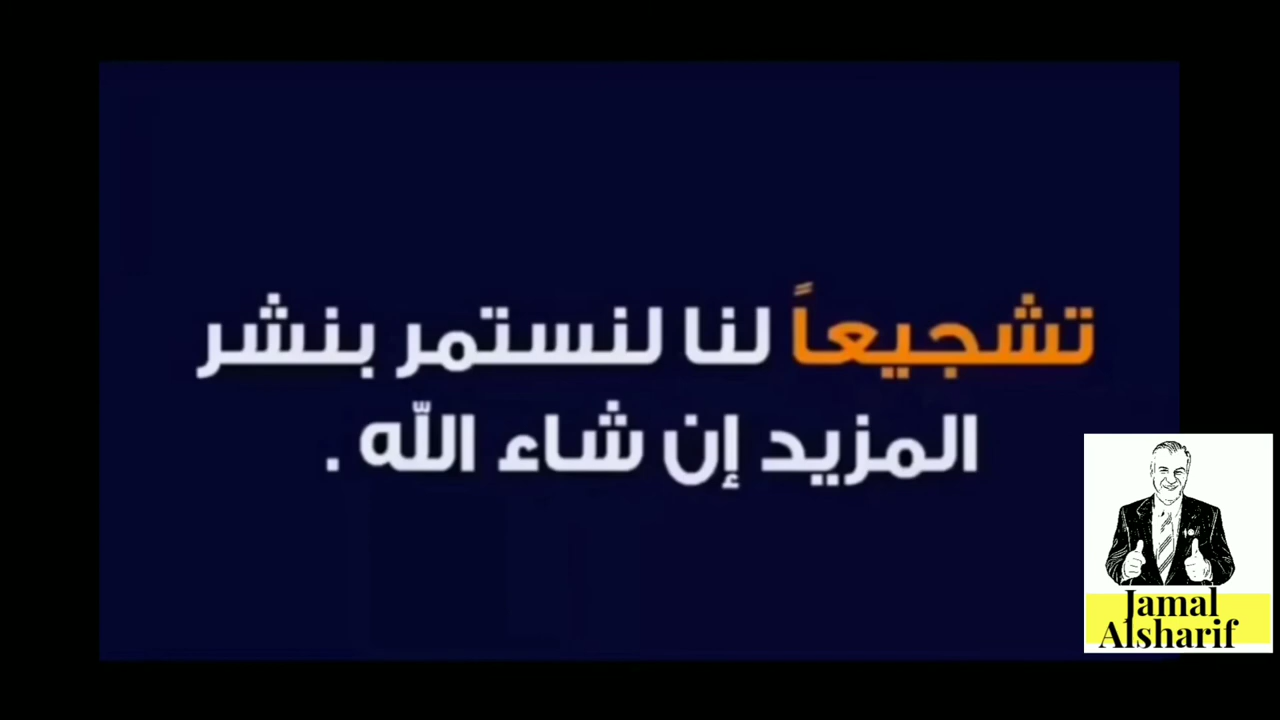 تشجيعاً لنا لنستمر بنشر
المزيد إن شاء الله .
Jamal
Alsharif